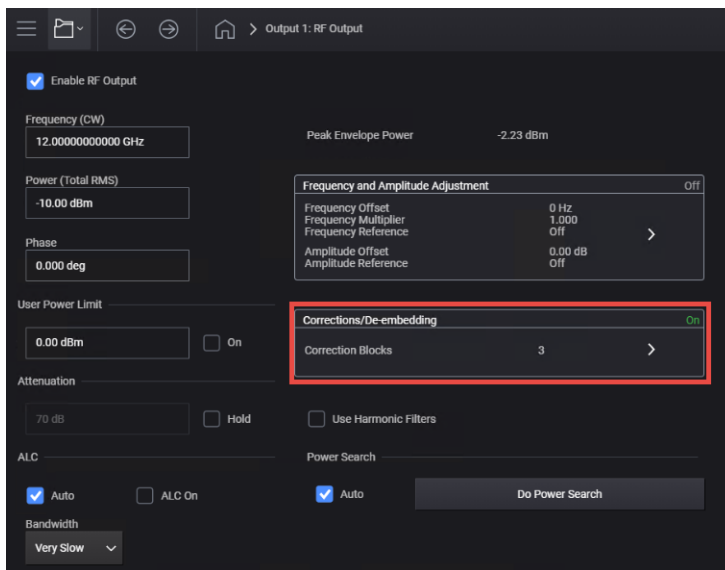 Output 1: RF Output
Enable RF Output
Frequency (CW)
12.00000000000 GHz
Peak Envelope Power -2.23 dBm
Power (Total RMS)
-10.00 dBm
Frequency and Amplitude Adjustment Off
Frequency Offset 0 Hz
Frequency Multiplier 1.000
Frequency Reference Off
Amplitude Offset 0.00 dB
Amplitude Reference Off
Phase
0.000 deg
User Power Limit
0.00 dBm On
Corrections/De-embedding On
Correction Blocks 3
Attenuation
70 dB Hold
Use Harmonic Filters
ALC
Auto ALC On
Power Search
Auto Do Power Search
Bandwidth
Very Slow